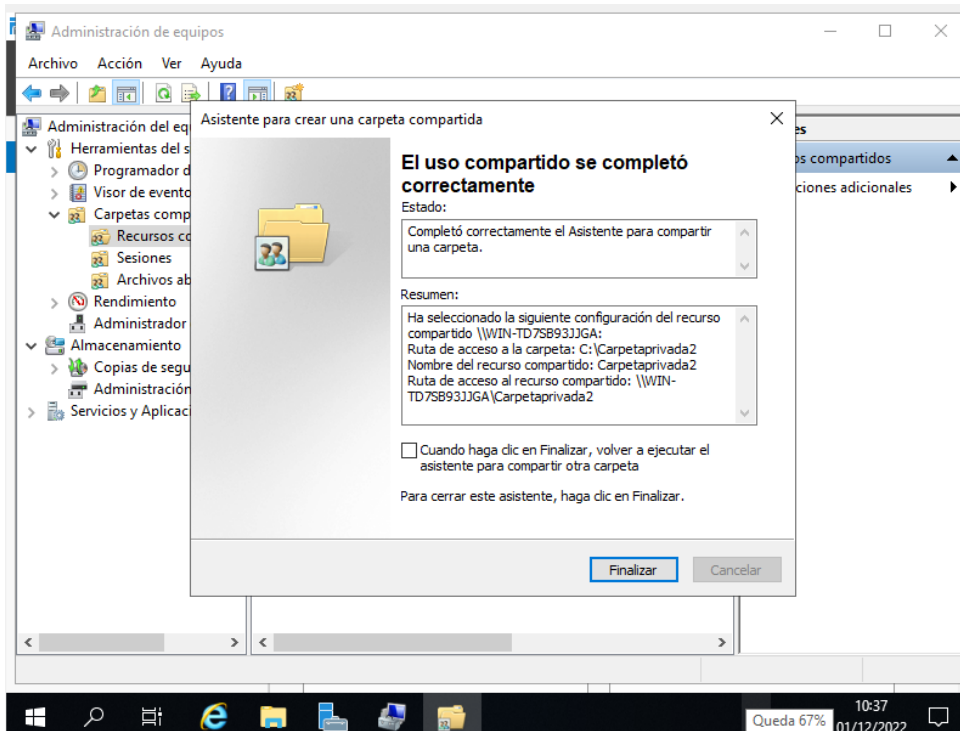 Administración de equipos
Archivo Acción Ver Ayuda
Administración del eq
Herramientas del s
Programador d
Visor de evento
Carpetas comp
Recursos co
Sesiones
Archivos ab
Rendimiento
Administrador
Almacenamiento
Copias de segu
Administración
Servicios y Aplicaci
Asistente para crear una carpeta compartida
El uso compartido se completó
correctamente
Estado:
Completó correctamente el Asistente para compartir
una carpeta.
Resumen:
Ha seleccionado la siguiente configuración del recurso
compartido \\WIN-TD7SB93JJGA:
Ruta de acceso a la carpeta: C:\Carpetaprivada2
Nombre del recurso compartido: Carpetaprivada2
Ruta de acceso al recurso compartido: \\WIN-
TD7SB93JJGA\Carpetaprivada2
Cuando haga clic en Finalizar, volver a ejecutar el
asistente para compartir otra carpeta
Para cerrar este asistente, haga clic en Finalizar.
Finalizar Cancelar
es
os compartidos
ciones adicionales
Queda 67%
10:37
01/12/2022